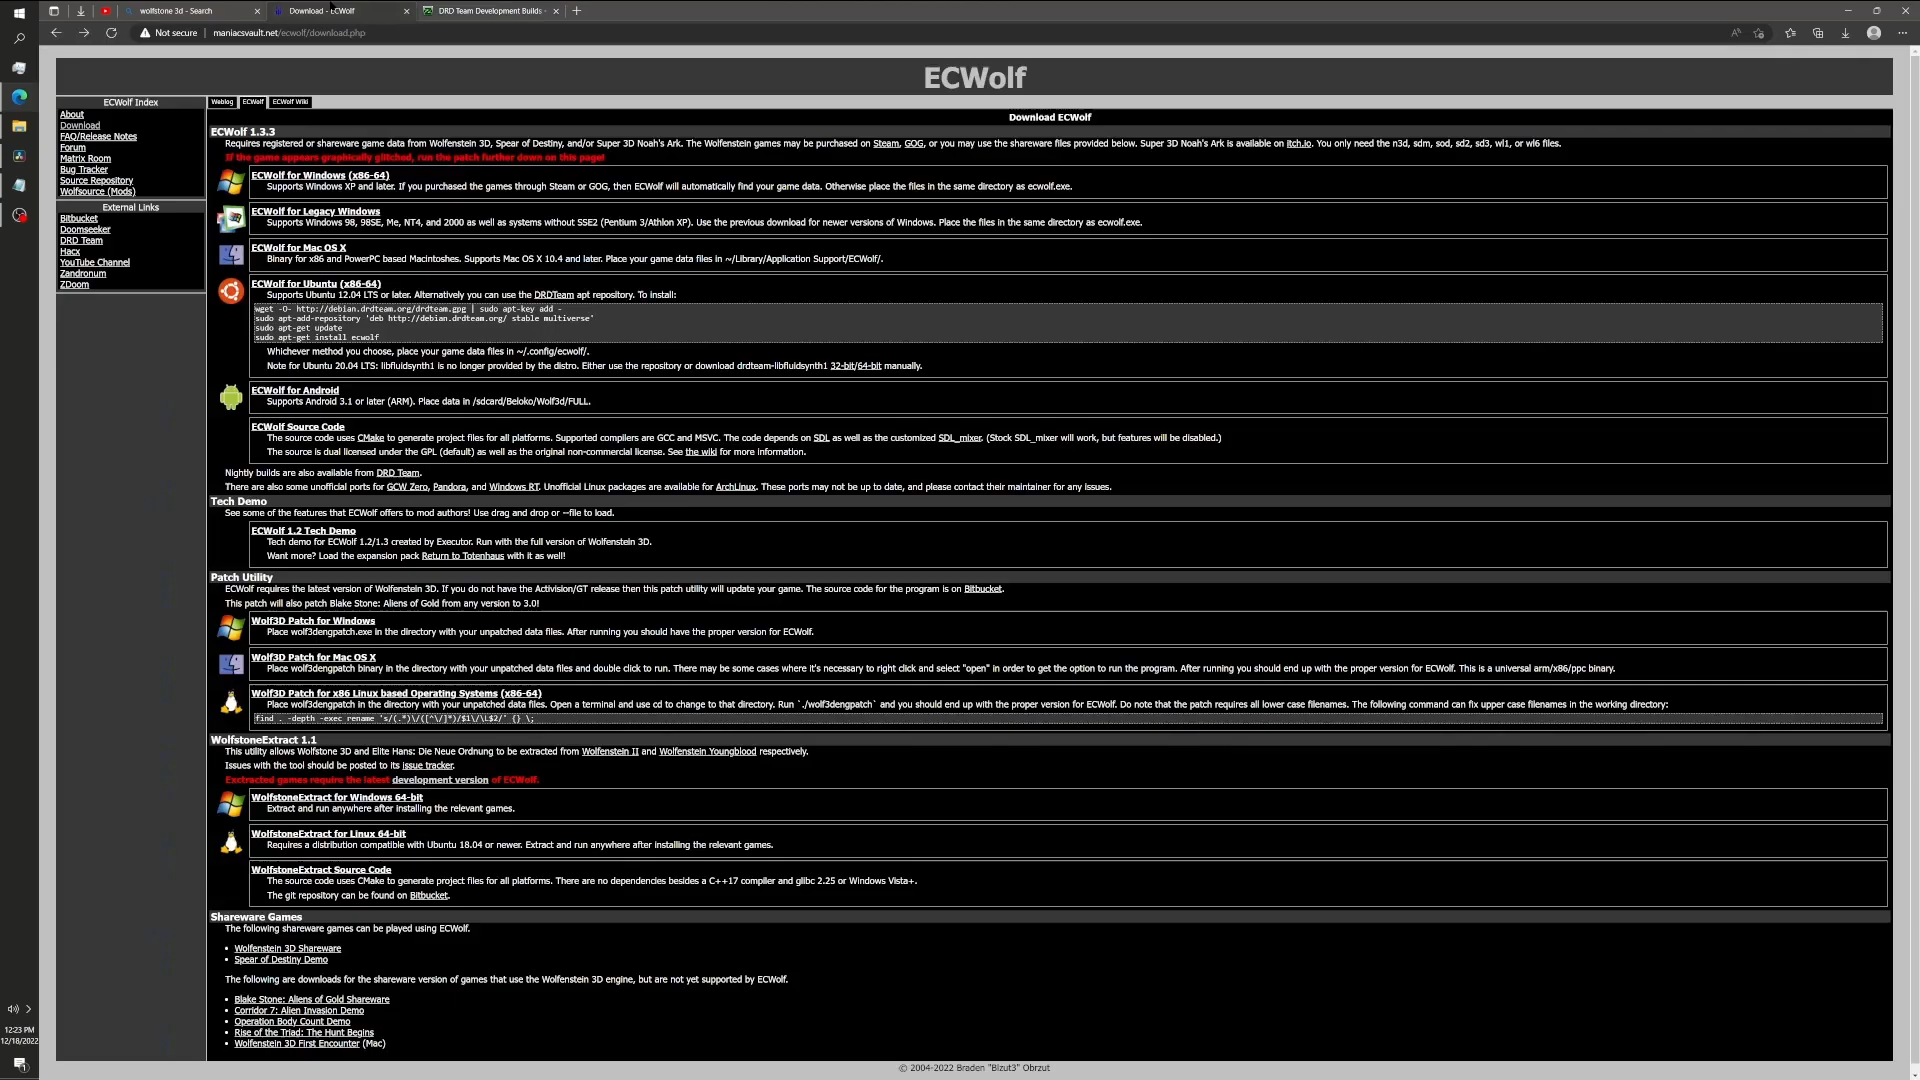 wolfstone 3d - Search
Download - ECWolf
DRD Team Development Builds -
Not secure
maniacsvault.net/ecwolf/download.php
ECWolf
ECWolf Index
About
Download
FAQ/Release Notes
Forum
Matrix Room
Bug Tracker
Source Repository
Wolfsource (Mods)
External Links
Bitbucket
Doomseeker
DRD Team
Hacx
YouTube Channel
Zandronum
ZDoom
Weblog ECWolf ECWolf Wiki
Download ECWolf
ECWolf 1.3.3
Requires registered or shareware game data from Wolfenstein 3D, Spear of Destiny, and/or Super 3D Noah's Ark. The Wolfenstein games may be purchased on Steam, GOG, or you may use the shareware files provided below. Super 3D Noah's Ark is available on itch.io. You only need the n3d, sdm, sod, sd2, sd3, wl1, or wl6 files.
If the game appears graphically glitched, run the patch further down on this page!
ECWolf for Windows (x86-64)
Supports Windows XP and later. If you purchased the games through Steam or GOG, then ECWolf will automatically find your game data. Otherwise place the files in the same directory as ecwolf.exe.
ECWolf for Legacy Windows
Supports Windows 98, 98SE, Me, NT4, and 2000 as well as systems without SSE2 (Pentium 3/Athlon XP). Use the previous download for newer versions of Windows. Place the files in the same directory as ecwolf.exe.
ECWolf for Mac OS X
Binary for x86 and PowerPC based Macintoshes. Supports Mac OS X 10.4 and later. Place your game data files in ~/Library/Application Support/ECWolf/.
ECWolf for Ubuntu (x86-64)
Supports Ubuntu 12.04 LTS or later. Alternatively you can use the DRDTeam apt repository. To install:
wget -O- http://debian.drdteam.org/drdteam.gpg | sudo apt-key add -
sudo apt-add-repository 'deb http://debian.drdteam.org/ stable multiverse'
sudo apt-get update
sudo apt-get install ecwolf
Whichever method you choose, place your game data files in ~/.config/ecwolf/.
Note for Ubuntu 20.04 LTS: libfluidsynth1 is no longer provided by the distro. Either use the repository or download drdteam-libfluidsynth1 32-bit/64-bit manually.
ECWolf for Android
Supports Android 3.1 or later (ARM). Place data in /sdcard/Beloko/Wolf3d/FULL.
ECWolf Source Code
The source code uses CMake to generate project files for all platforms. Supported compilers are GCC and MSVC. The code depends on SDL as well as the customized SDL_mixer. (Stock SDL_mixer will work, but features will be disabled.)
The source is dual licensed under the GPL (default) as well as the original non-commercial license. See the wiki for more information.
Nightly builds are also available from DRD Team.
There are also some unofficial ports for GCW Zero, Pandora, and Windows RT. Unofficial Linux packages are available for ArchLinux. These ports may not be up to date, and please contact their maintainer for any issues.
Tech Demo
See some of the features that ECWolf offers to mod authors! Use drag and drop or --file to load.
ECWolf 1.2 Tech Demo
Tech demo for ECWolf 1.2/1.3 created by Executor. Run with the full version of Wolfenstein 3D.
Want more? Load the expansion pack Return to Totenhaus with it as well!
Patch Utility
ECWolf requires the latest version of Wolfenstein 3D. If you do not have the Activision/GT release then this patch utility will update your game. The source code for the program is on Bitbucket.
This patch will also patch Blake Stone: Aliens of Gold from any version to 3.0!
Wolf3D Patch for Windows
Place wolf3dengpatch.exe in the directory with your unpatched data files. After running you should have the proper version for ECWolf.
Wolf3D Patch for Mac OS X
Place wolf3dengpatch binary in the directory with your unpatched data files and double click to run. There may be some cases where it's necessary to right click and select "open" in order to get the option to run the program. After running you should end up with the proper version for ECWolf. This is a universal arm/x86/ppc binary.
Wolf3D Patch for x86 Linux based Operating Systems (x86-64)
Place wolf3dengpatch in the directory with your unpatched data files. Open a terminal and use cd to change to that directory. Run `./wolf3dengpatch` and you should end up with the proper version for ECWolf. Do note that the patch requires all lower case filenames. The following command can fix upper case filenames in the working directory:
find . -depth -exec rename 's/(.*)\/([^\/]*)/$1\/\L$2/' {} \;
WolfstoneExtract 1.1
This utility allows Wolfstone 3D and Elite Hans: Die Neue Ordnung to be extracted from Wolfenstein II and Wolfenstein Youngblood respectively.
Issues with the tool should be posted to its issue tracker.
Exctracted games require the latest development version of ECWolf.
WolfstoneExtract for Windows 64-bit
Extract and run anywhere after installing the relevant games.
WolfstoneExtract for Linux 64-bit
Requires a distribution compatible with Ubuntu 18.04 or newer. Extract and run anywhere after installing the relevant games.
WolfstoneExtract Source Code
The source code uses CMake to generate project files for all platforms. There are no dependencies besides a C++17 compiler and glibc 2.25 or Windows Vista+.
The git repository can be found on Bitbucket.
Shareware Games
The following shareware games can be played using ECWolf.
• Wolfenstein 3D Shareware
• Spear of Destiny Demo
The following are downloads for the shareware version of games that use the Wolfenstein 3D engine, but are not yet supported by ECWolf.
• Blake Stone: Aliens of Gold Shareware
• Corridor 7: Alien Invasion Demo
• Operation Body Count Demo
• Rise of the Triad: The Hunt Begins
• Wolfenstein 3D First Encounter (Mac)
12:23 PM
12/18/2022
© 2004-2022 Braden "Blzut3" Obrzut